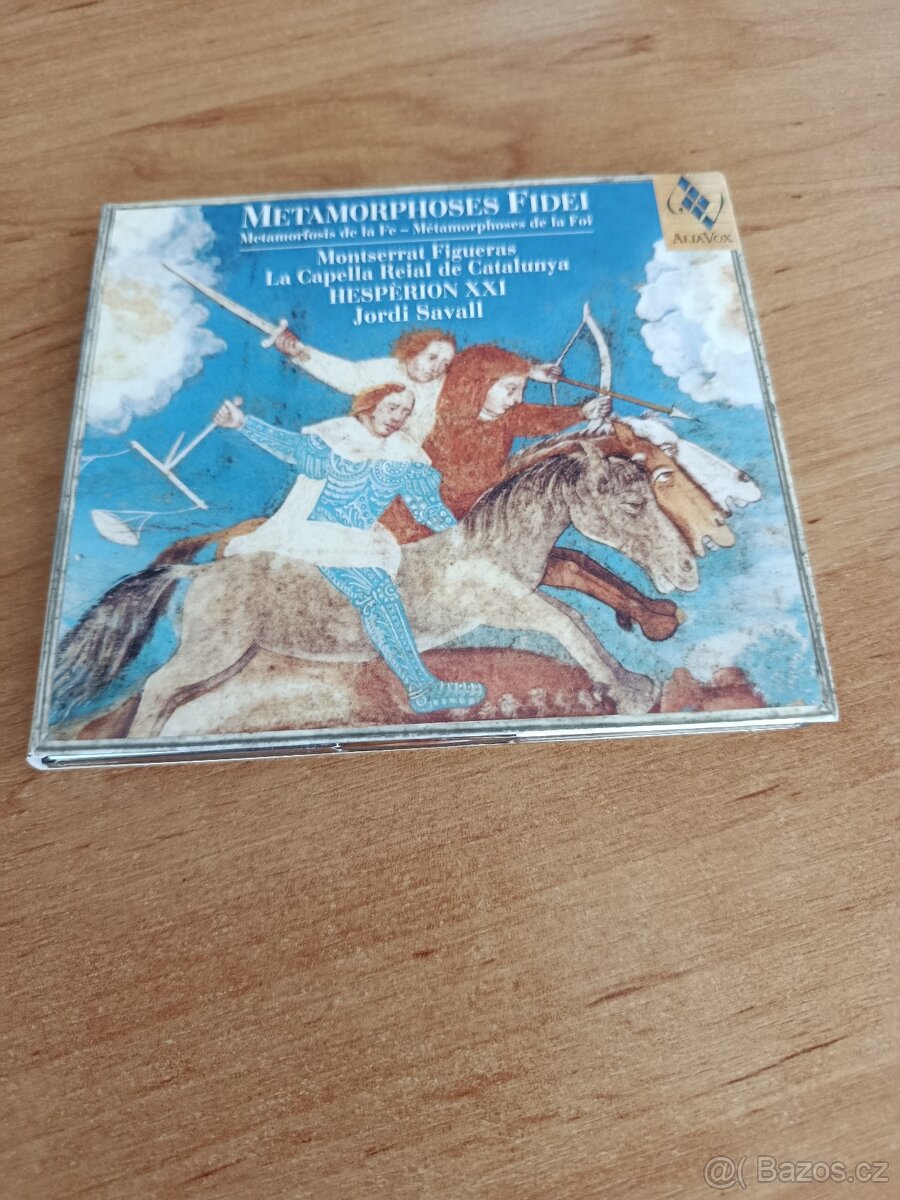 METAMORPHOSES FIDEI
Metamorfosis de la Fe – Métamorphoses de la Foi
Montserrat Figueras
La Capella Reial de Catalunya
HESPÈRION XXI
Jordi Savall
ALIAVOX
@( Bazos.cz